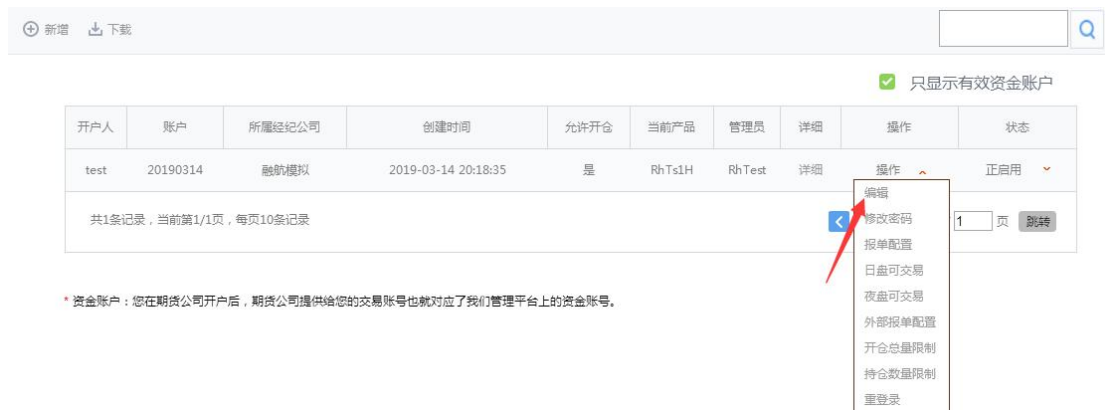 新增 下载
只显示有效资金账户
开户人 账户 所属经纪公司 创建时间 允许开仓 当前产品 管理员 详细 操作 状态
test 20190314 融航模拟 2019-03-14 20:18:35 是 RhTs1H RhTest 详细 操作 正启用
编辑
共1条记录，当前第1/1页，每页10条记录 修改密码 1 页 跳转
报单配置
日盘可交易
夜盘可交易
* 资金账户：您在期货公司开户后，期货公司提供给您的交易账号也就对应了我们管理平台上的资金账号。
外部报单配置
开仓总量限制
持仓数量限制
重登录